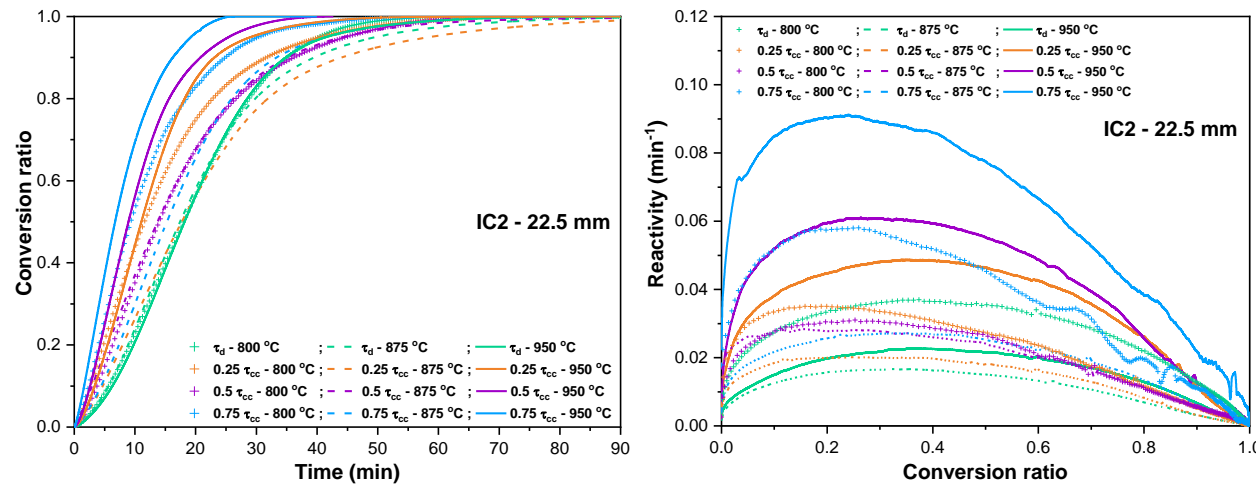 1.0
0.8
0.6
0.4
0.2
0.0
Conversion ratio
IC2 - 22.5 mm
τd - 800 °C ; τd - 875 °C ; τd - 950 °C
0.25 τcc - 800 °C ; 0.25 τcc - 875 °C ; 0.25 τcc - 950 °C
0.5 τcc - 800 °C ; 0.5 τcc - 875 °C ; 0.5 τcc - 950 °C
0.75 τcc - 800 °C ; 0.75 τcc - 875 °C ; 0.75 τcc - 950 °C
0 10 20 30 40 50 60 70 80 90
Time (min)
0.12
0.10
0.08
0.06
0.04
0.02
0.00
Reactivity (min⁻¹)
τd - 800 °C ; τd - 875 °C ; τd - 950 °C
0.25 τcc - 800 °C ; 0.25 τcc - 875 °C ; 0.25 τcc - 950 °C
0.5 τcc - 800 °C ; 0.5 τcc - 875 °C ; 0.5 τcc - 950 °C
0.75 τcc - 800 °C ; 0.75 τcc - 875 °C ; 0.75 τcc - 950 °C
IC2 - 22.5 mm
0.0 0.2 0.4 0.6 0.8 1.0
Conversion ratio